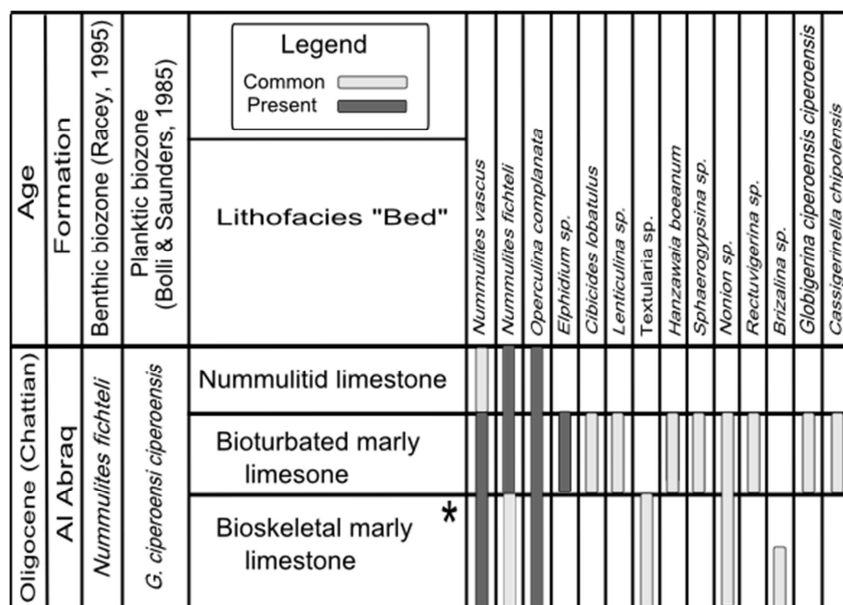 Age
Formation
Benthic biozone (Racey, 1995)
Planktic biozone
(Bolli & Saunders, 1985)
Legend
Common
Present
Lithofacies "Bed"
Nummulites vascus
Nummulites fichteli
Operculina complanata
Elphidium sp.
Cibicides lobatulus
Lenticulina sp.
Textularia sp.
Hanzawaia boeanum
Sphaerogypsina sp.
Nonion sp.
Rectuvigerina sp.
Brizalina sp.
Globigerina ciperoensis ciperoensis
Cassigerinella chipolensis
Oligocene (Chattian)
Al Abraq
Nummulites fichteli
G. ciperoensi ciperoensis
Nummulitid limestone
Bioturbated marly
limesone
Bioskeletal marly *
limestone